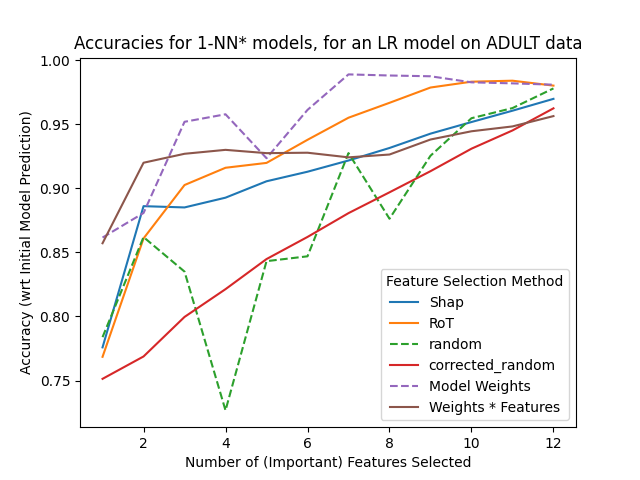 Accuracies for 1-NN* models, for an LR model on ADULT data
Accuracy (wrt Initial Model Prediction)
1.00
0.95
0.90
0.85
0.80
0.75
Feature Selection Method
Shap
RoT
random
corrected_random
Model Weights
Weights * Features
2 4 6 8 10 12
Number of (Important) Features Selected